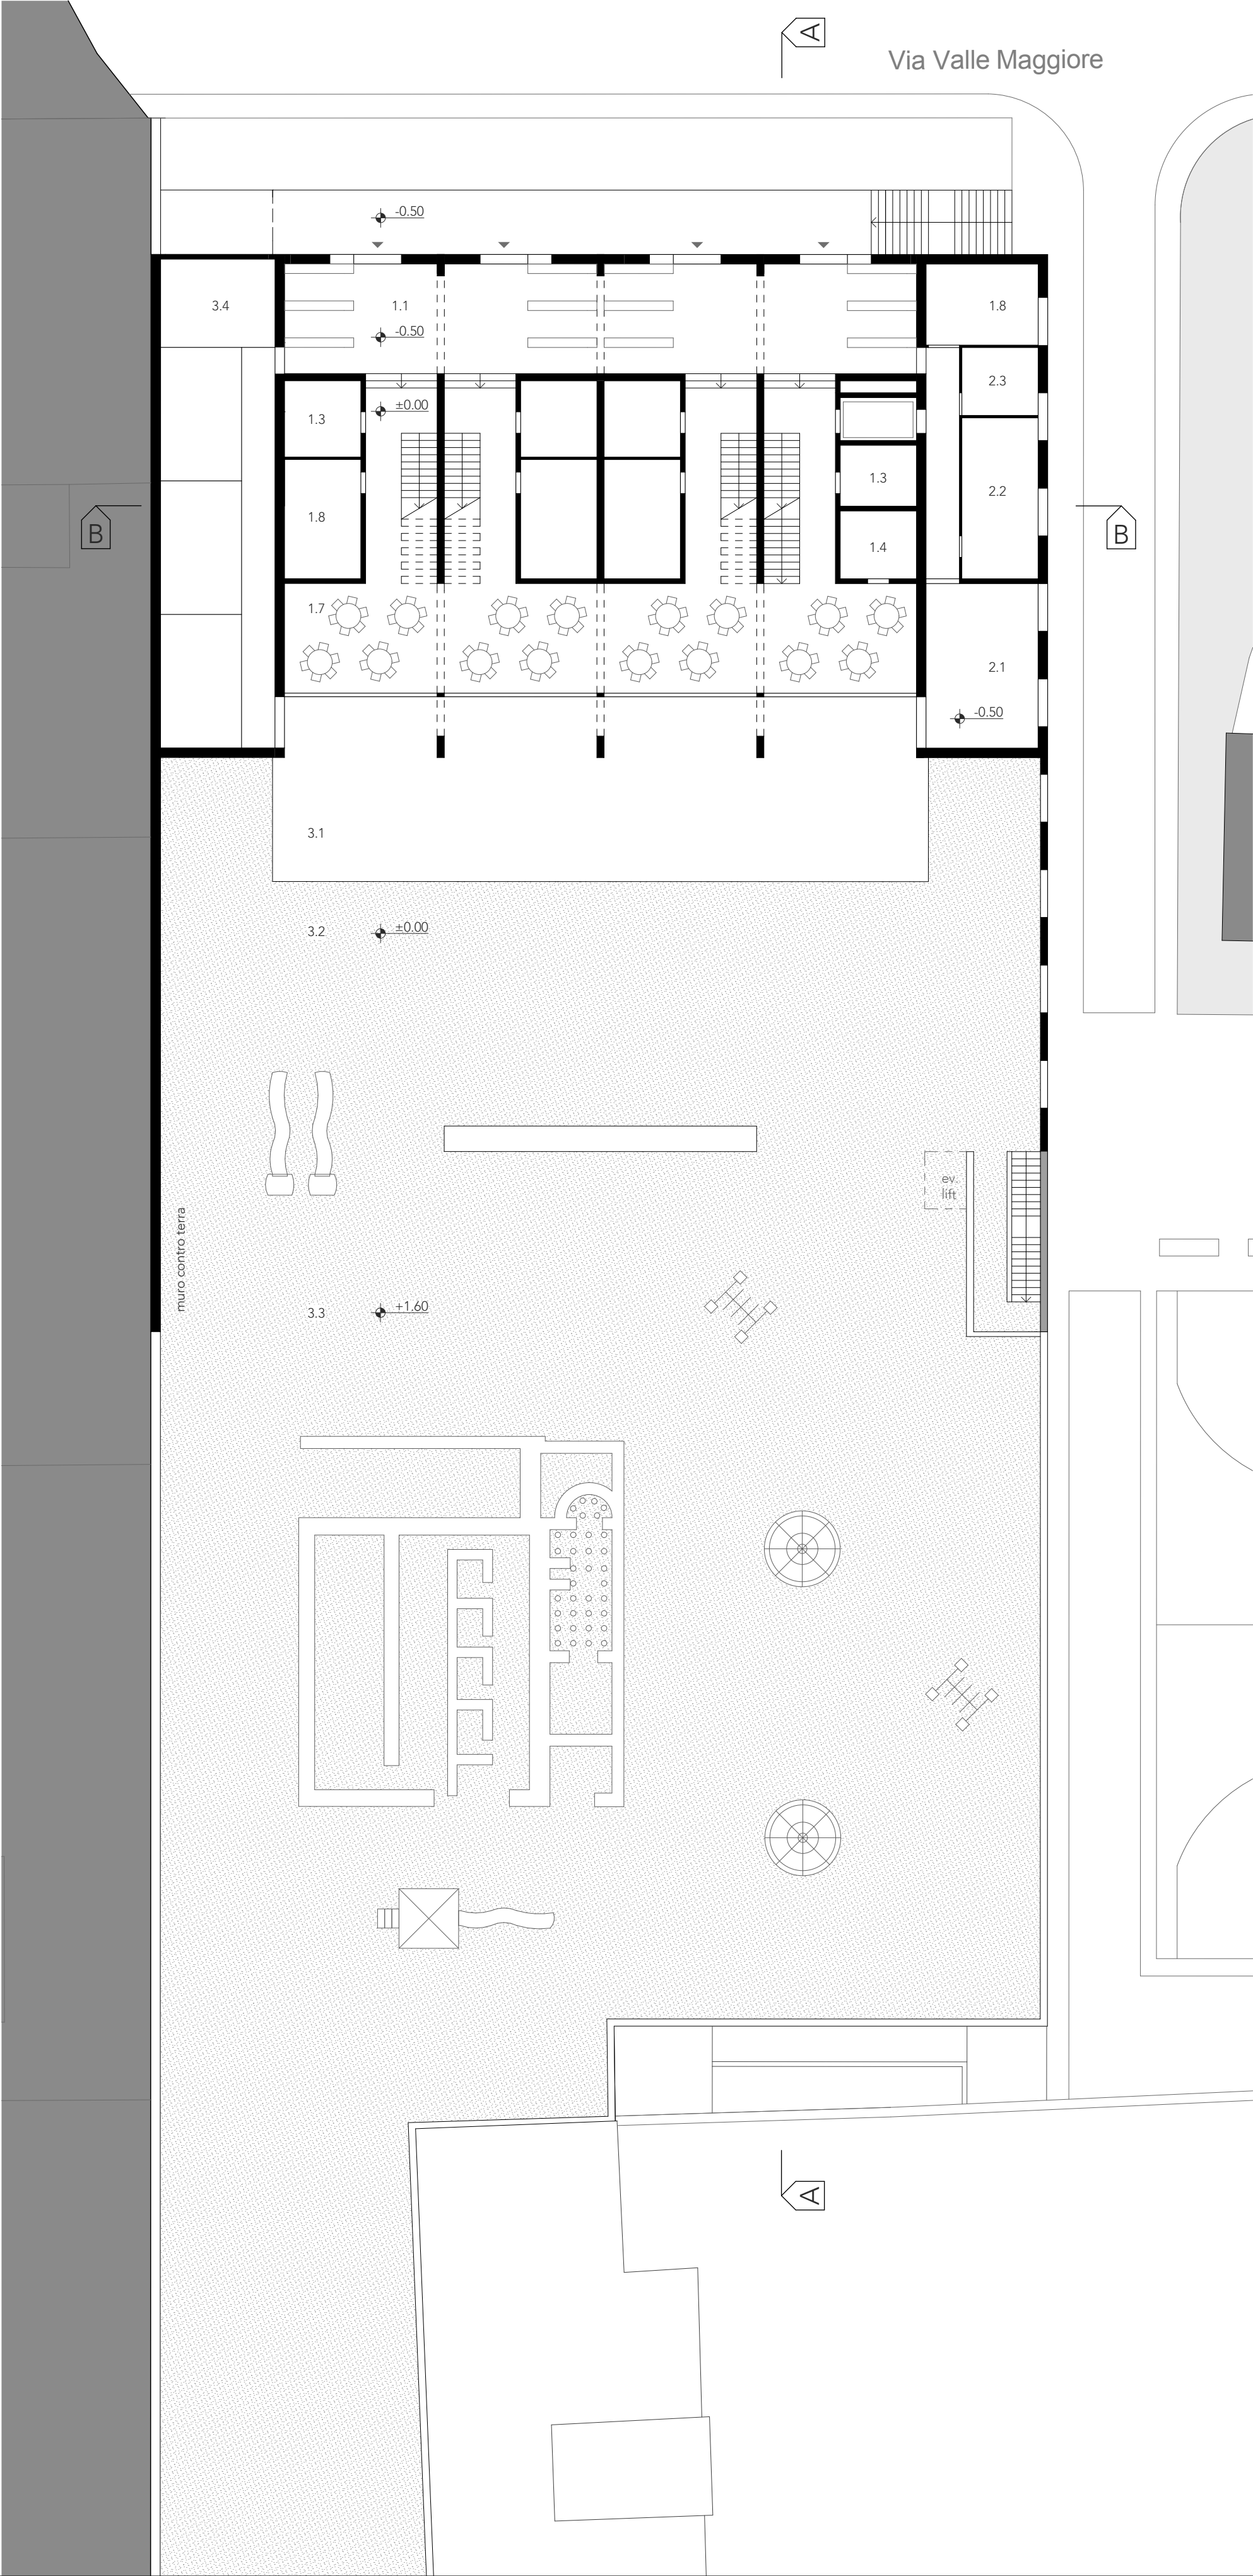 A
Via Valle Maggiore
-0.50
3.4
1.1
1.8
-0.50
2.3
±0.00
1.3
1.3
2.2
1.8
B
B
1.4
1.7
2.1
-0.50
3.1
3.2
±0.00
ev.
lift
muro contro terra
3.3
+1.60
A